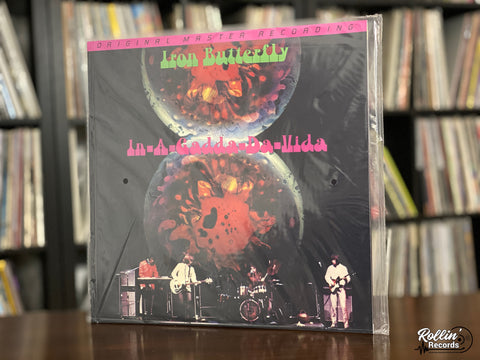 ORIGINAL MASTER RECORDING
Iron Butterfly
In-A-Gadda-Da-Vida
Rollin'
Records